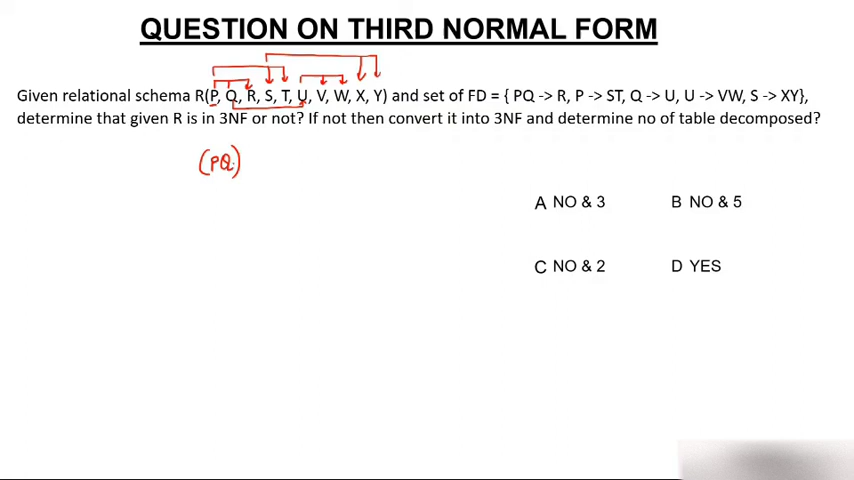 QUESTION ON THIRD NORMAL FORM
Given relational schema R(P, Q, R, S, T, U, V, W, X, Y) and set of FD = { PQ -> R, P -> ST, Q -> U, U -> VW, S -> XY},
determine that given R is in 3NF or not? If not then convert it into 3NF and determine no of table decomposed?
(PQ)
A NO & 3
B NO & 5
C NO & 2
D YES